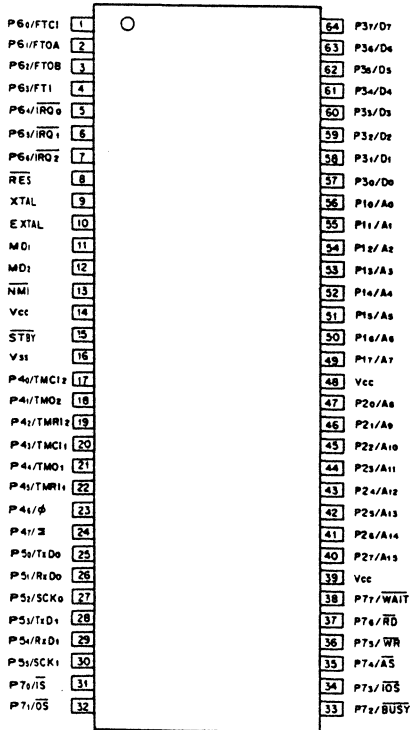 P60/FTCI 1
P61/FTOA 2
P62/FTOB 3
P63/FTI 4
P64/IRQ0 5
P65/IRQ1 6
P66/IRQ2 7
RES 8
XTAL 9
EXTAL 10
MD1 11
MD2 12
NMI 13
Vcc 14
STBY 15
Vss 16
P40/TMCI2 17
P41/TMO2 18
P42/TMRI2 19
P43/TMCI1 20
P44/TMO1 21
P45/TMRI1 22
P46/ϕ 23
P47/ 24
P50/TxD0 25
P51/RxD0 26
P52/SCK0 27
P53/TxD1 28
P54/RxD1 29
P55/SCK1 30
P70/IS 31
P71/OS 32
64 P37/D7
63 P36/D6
62 P35/D5
61 P34/D4
60 P33/D3
59 P32/D2
58 P31/D1
57 P30/D0
56 P10/A0
55 P11/A1
54 P12/A2
53 P13/A3
52 P14/A4
51 P15/A5
50 P16/A6
49 P17/A7
48 Vcc
47 P20/A8
46 P21/A9
45 P22/A10
44 P23/A11
43 P24/A12
42 P25/A13
41 P26/A14
40 P27/A15
39 Vcc
38 P77/WAIT
37 P76/RD
36 P75/WR
35 P74/AS
34 P73/IOS
33 P72/BUSY